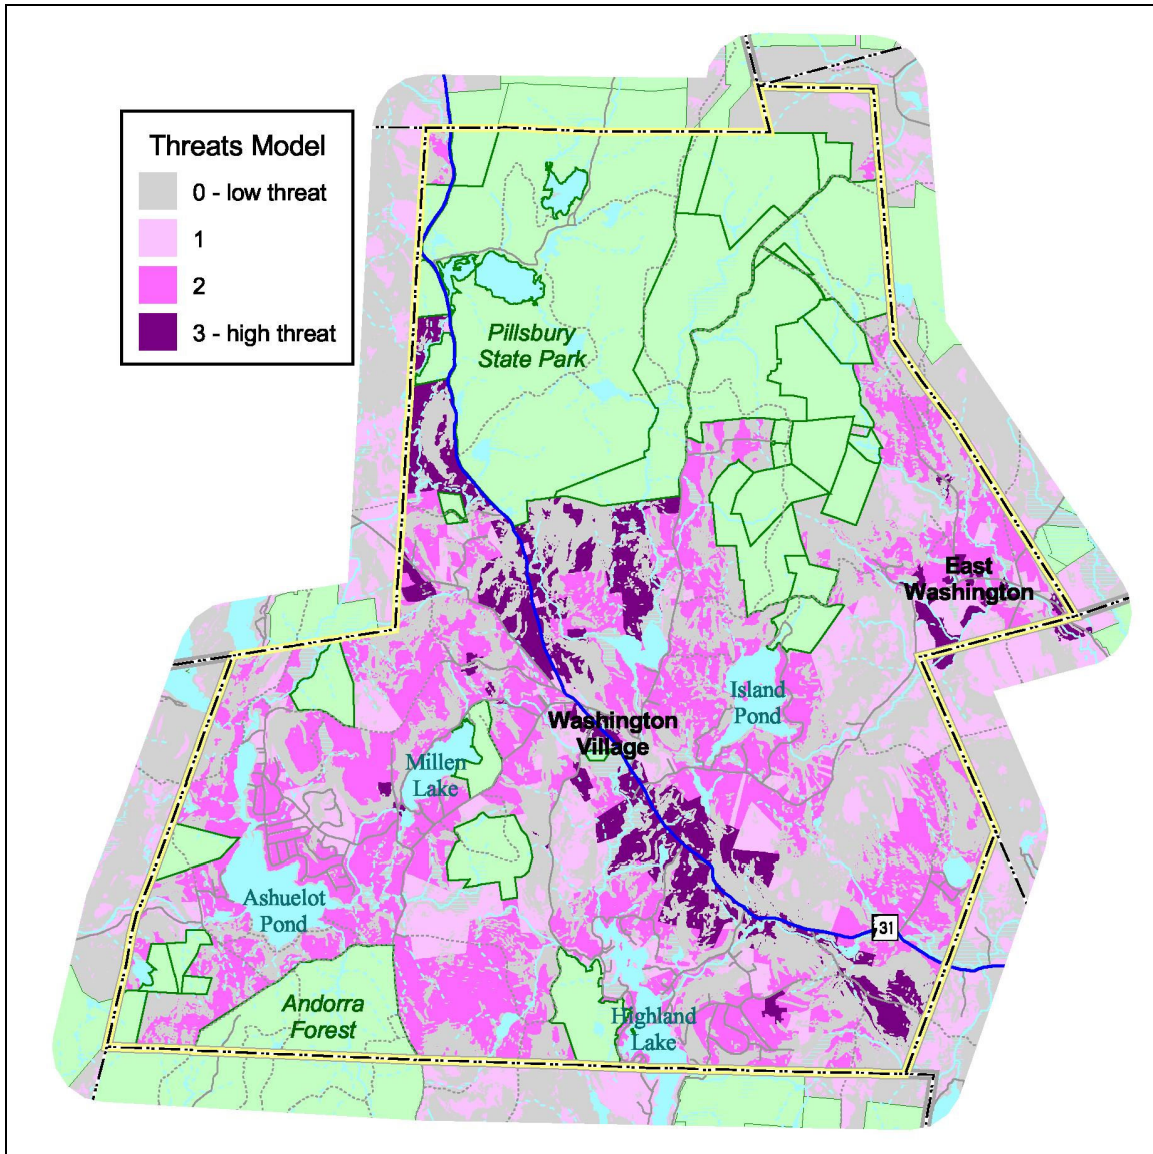 Threats Model
0 - low threat
1
2
3 - high threat
Pillsbury
State Park
East
Washington
Island
Pond
Washington
Village
Millen
Lake
Ashuelot
Pond
31
Andorra
Forest
Highland
Lake